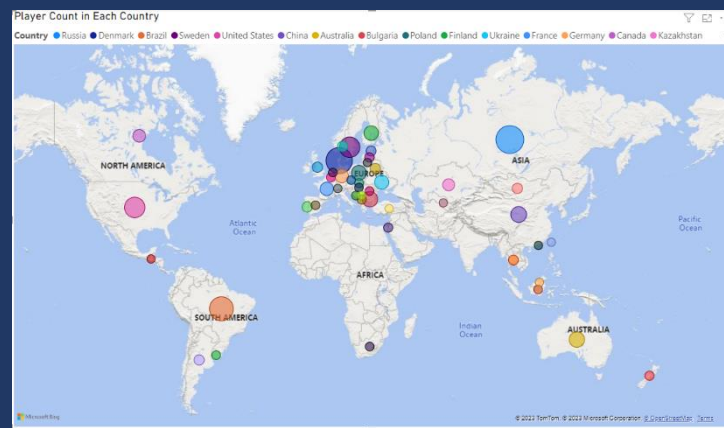 Player Count in Each Country
Country Russia Denmark Brazil Sweden United States China Australia Bulgaria Poland Finland Ukraine France Germany Canada Kazakhstan
NORTH AMERICA
EUROPE
ASIA
Atlantic
Ocean
Pacific
Ocean
AFRICA
SOUTH AMERICA
Indian
Ocean
AUSTRALIA
Microsoft Bing
© 2023 TomTom, © 2023 Microsoft Corporation, © OpenStreetMap Terms